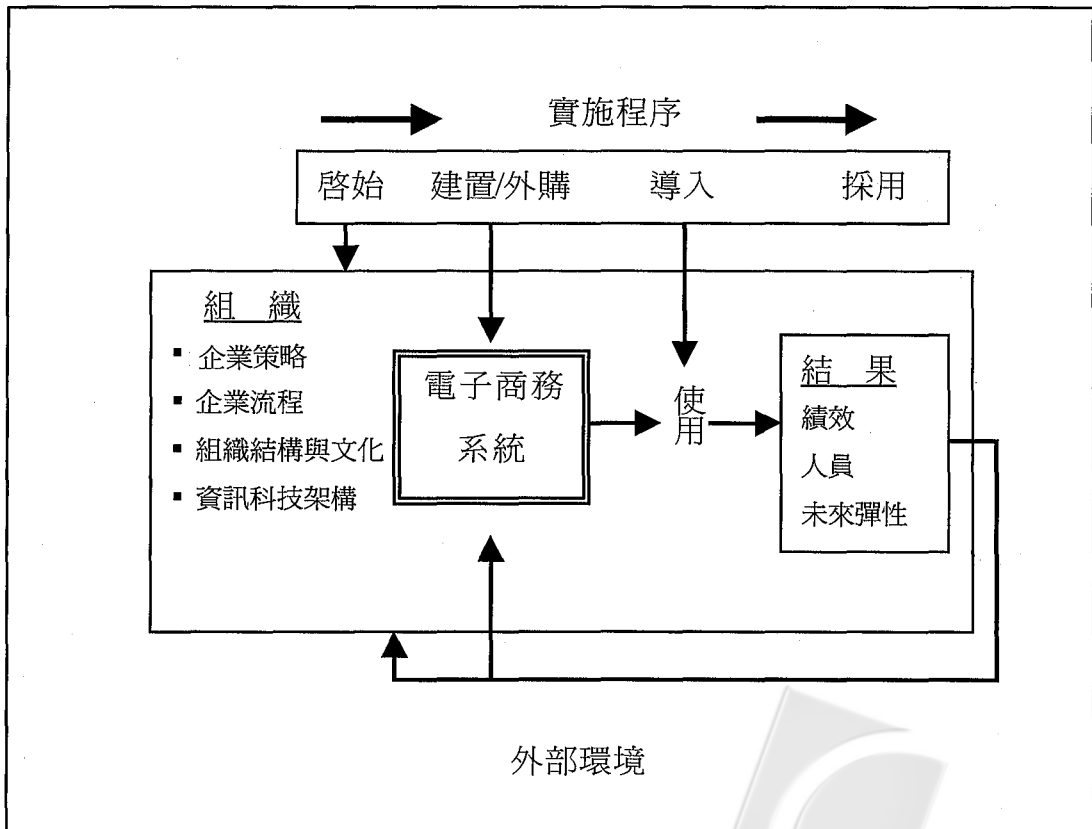 實施程序
啓始 建置/外購 導入 採用
組 織
▪ 企業策略
▪ 企業流程
▪ 組織結構與文化
▪ 資訊科技架構
電子商務
系統
使
用
結 果
績效
人員
未來彈性
外部環境